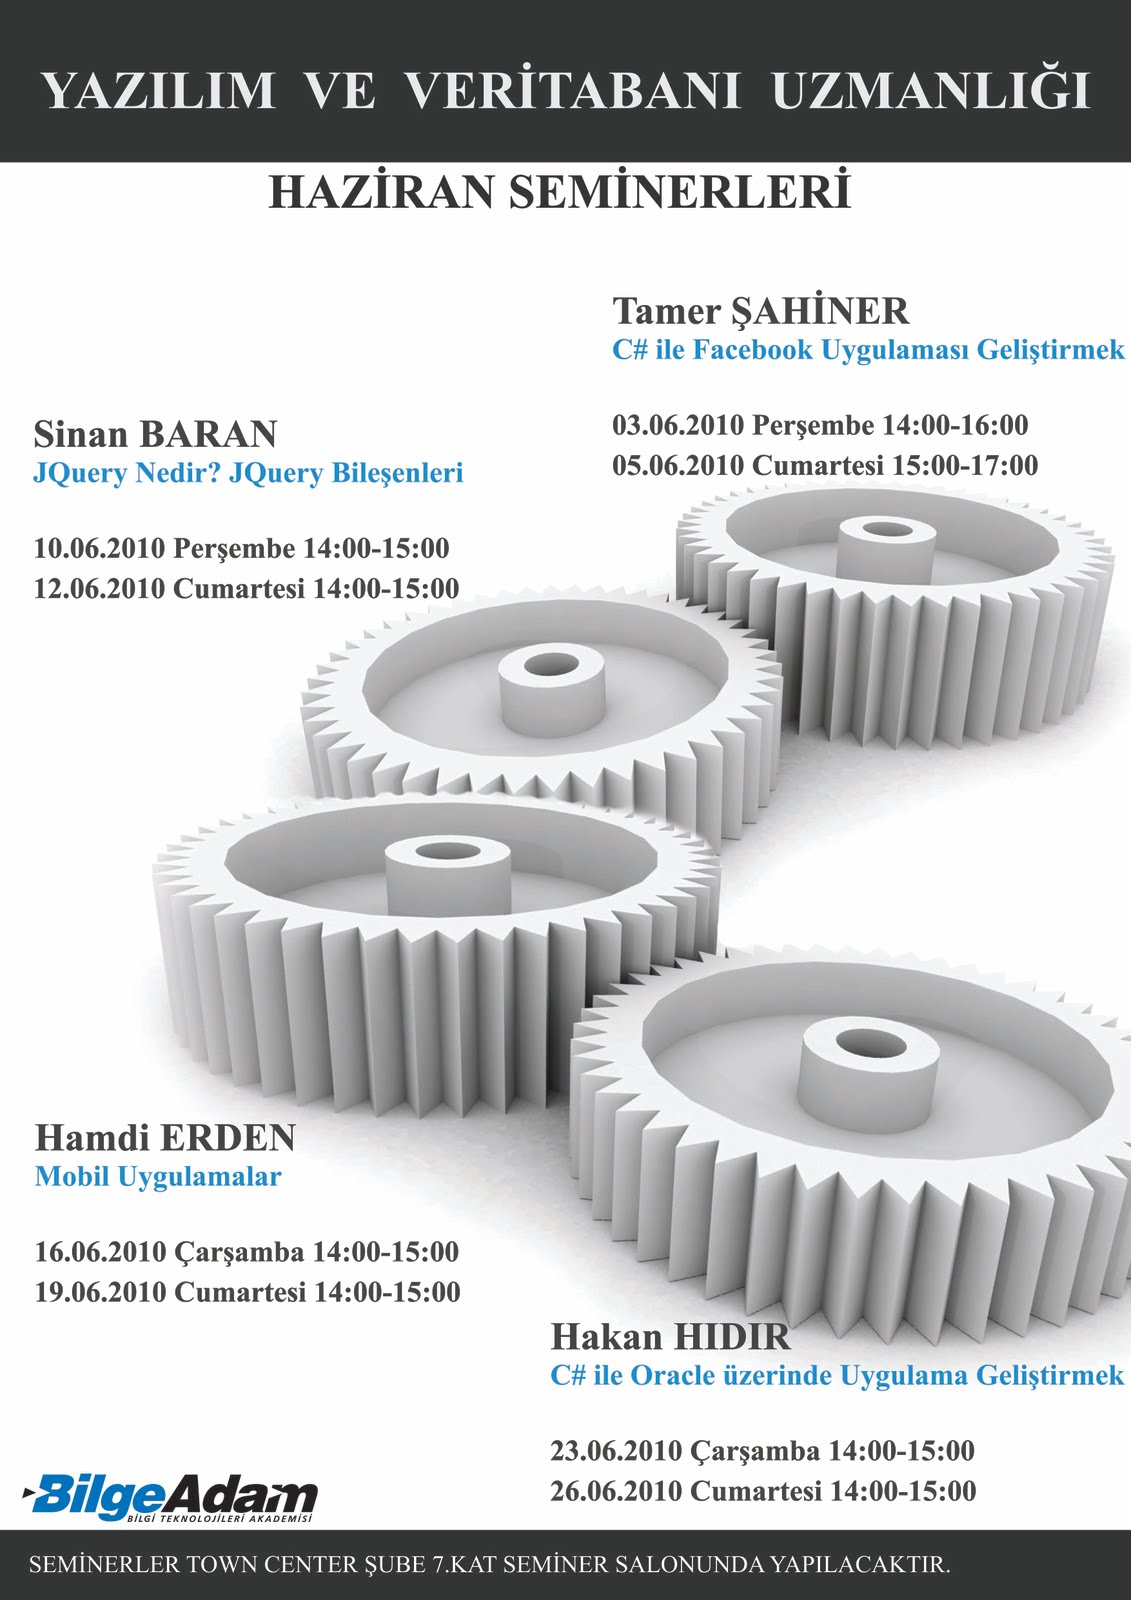 YAZILIM VE VERİTABANI UZMANLIĞI
HAZİRAN SEMİNERLERİ
Tamer ŞAHİNER
C# ile Facebook Uygulaması Geliştirmek
03.06.2010 Perşembe 14:00-16:00
05.06.2010 Cumartesi 15:00-17:00
Sinan BARAN
JQuery Nedir? JQuery Bileşenleri
10.06.2010 Perşembe 14:00-15:00
12.06.2010 Cumartesi 14:00-15:00
Hamdi ERDEN
Mobil Uygulamalar
16.06.2010 Çarşamba 14:00-15:00
19.06.2010 Cumartesi 14:00-15:00
Hakan HIDIR
C# ile Oracle üzerinde Uygulama Geliştirmek
23.06.2010 Çarşamba 14:00-15:00
26.06.2010 Cumartesi 14:00-15:00
BilgeAdam
BİLGİ TEKNOLOJİLERİ AKADEMİSİ
SEMİNERLER TOWN CENTER ŞUBE 7.KAT SEMİNER SALONUNDA YAPILACAKTIR.